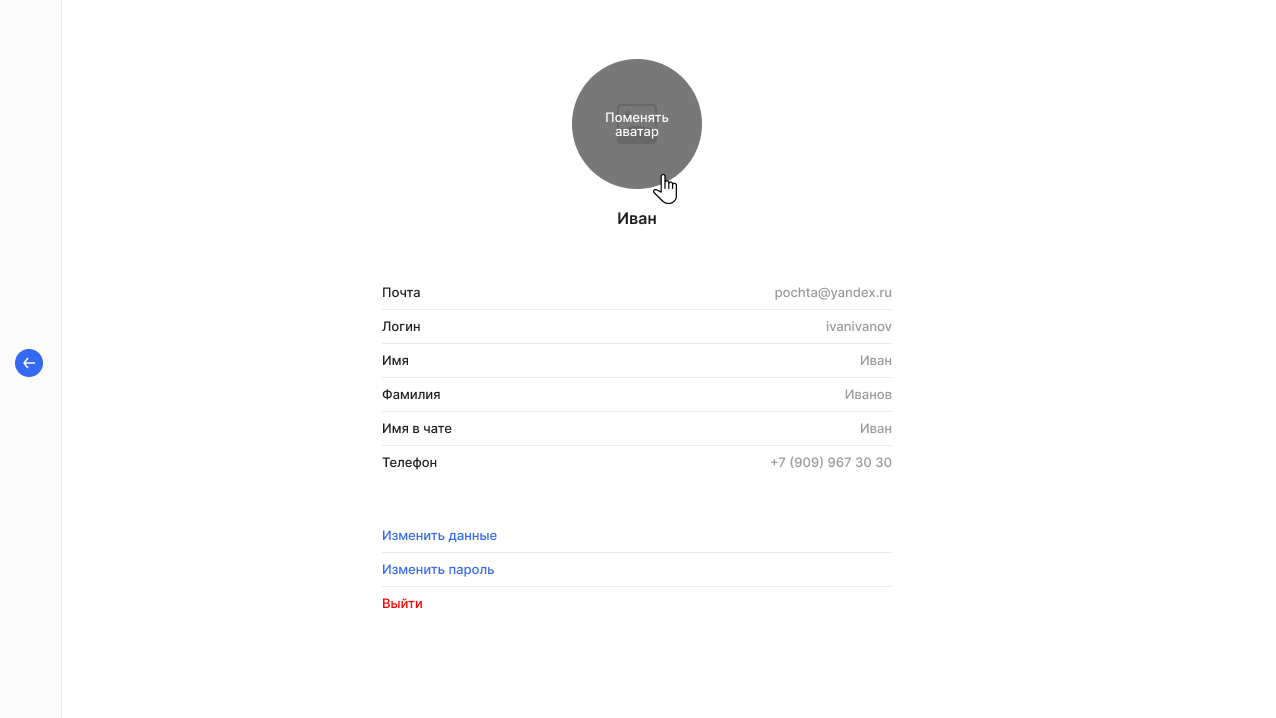 Поменять
аватар
Иван
Почта pochta@yandex.ru
Логин ivanivanov
Имя Иван
Фамилия Иванов
Имя в чате Иван
Телефон +7 (909) 967 30 30
Изменить данные
Изменить пароль
Выйти